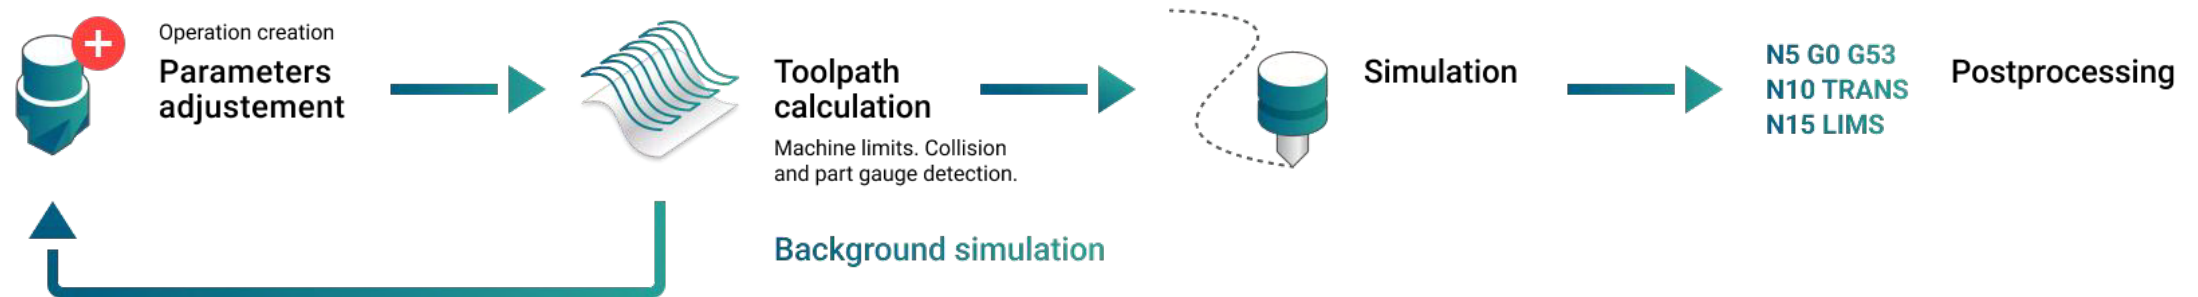 Operation creation
Parameters
adjustement
Toolpath
calculation
Machine limits. Collision
and part gauge detection.
Background simulation
Simulation
N5 G0 G53
N10 TRANS
N15 LIMS
Postprocessing